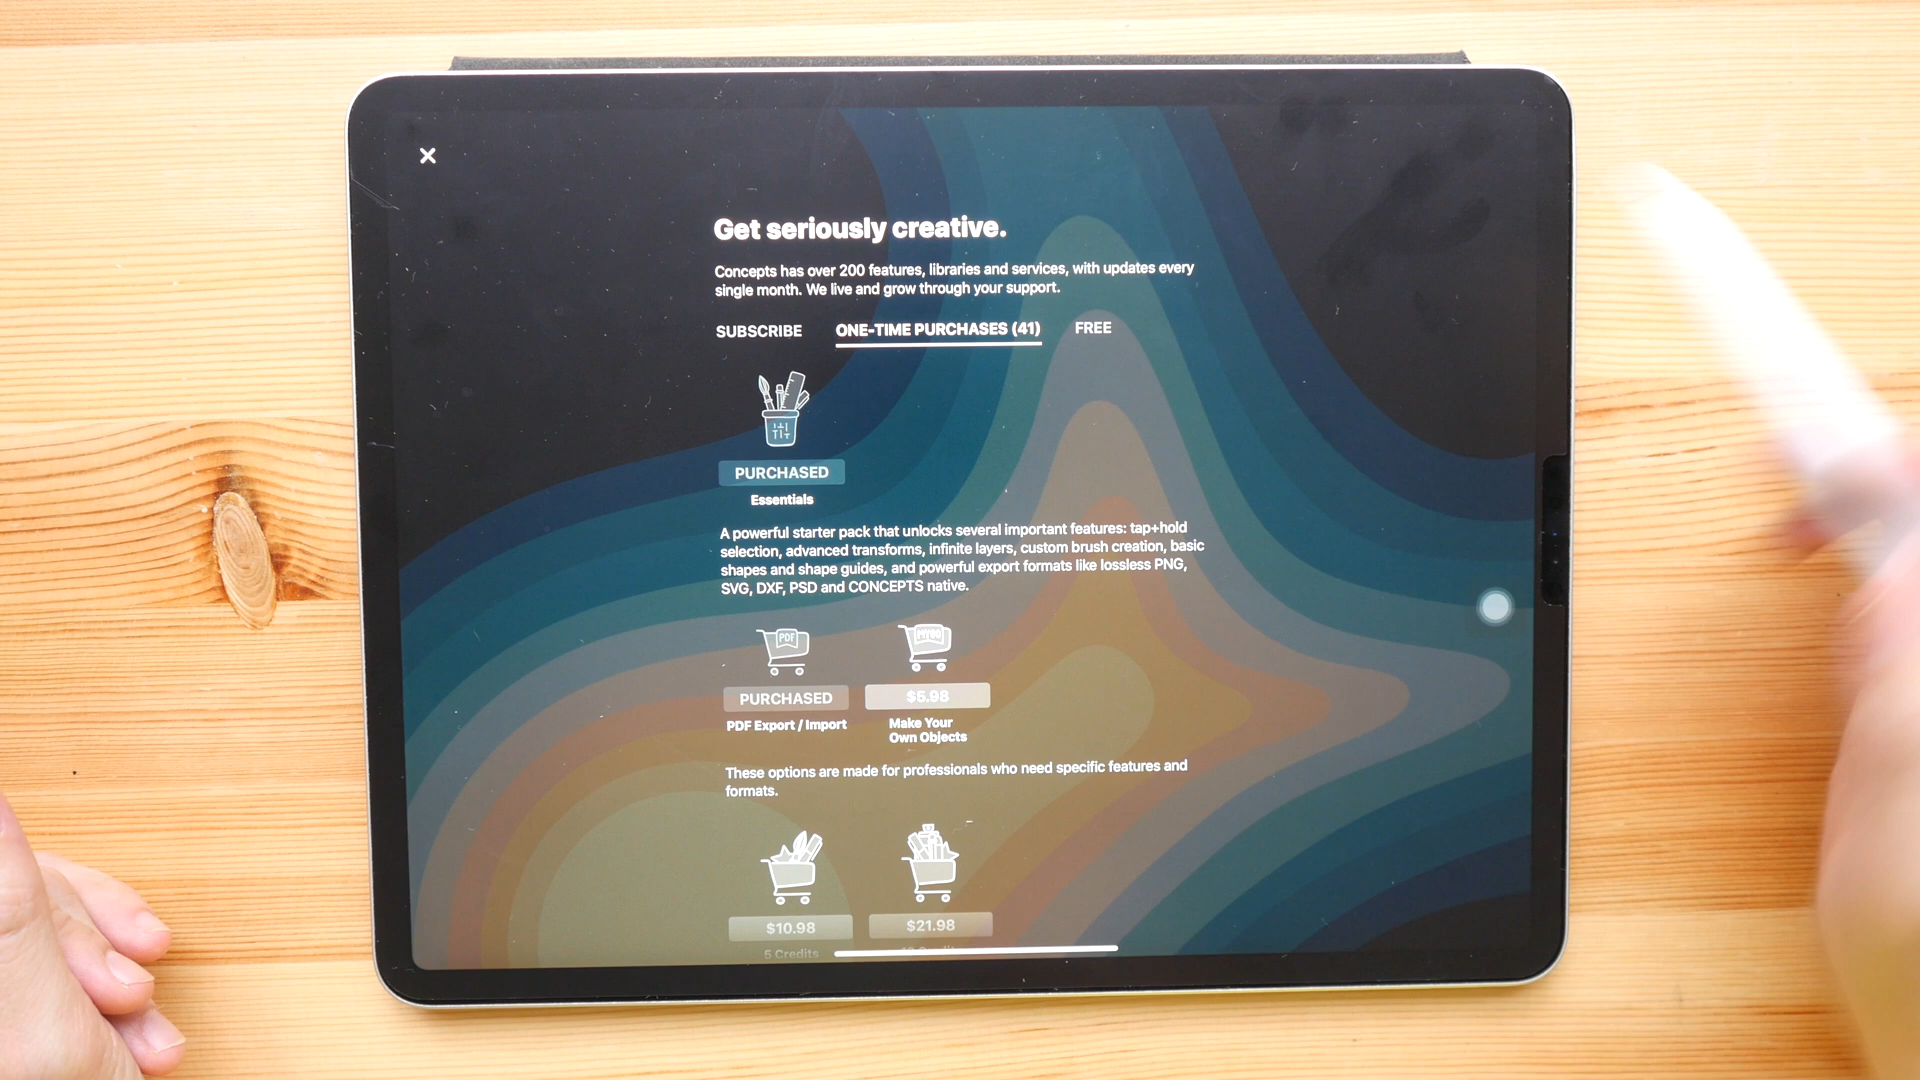 Get seriously creative.
Concepts has over 200 features, libraries and services, with updates every
single month. We live and grow through your support.
SUBSCRIBE ONE-TIME PURCHASES (41) FREE
PURCHASED
Essentials
A powerful starter pack that unlocks several important features: tap+hold
selection, advanced transforms, infinite layers, custom brush creation, basic
shapes and shape guides, and powerful export formats like lossless PNG,
SVG, DXF, PSD and CONCEPTS native.
PDF
PURCHASED
PDF Export / Import
MYOO
$5.98
Make Your
Own Objects
These options are made for professionals who need specific features and
formats.
$10.98 $21.98
5 Credits